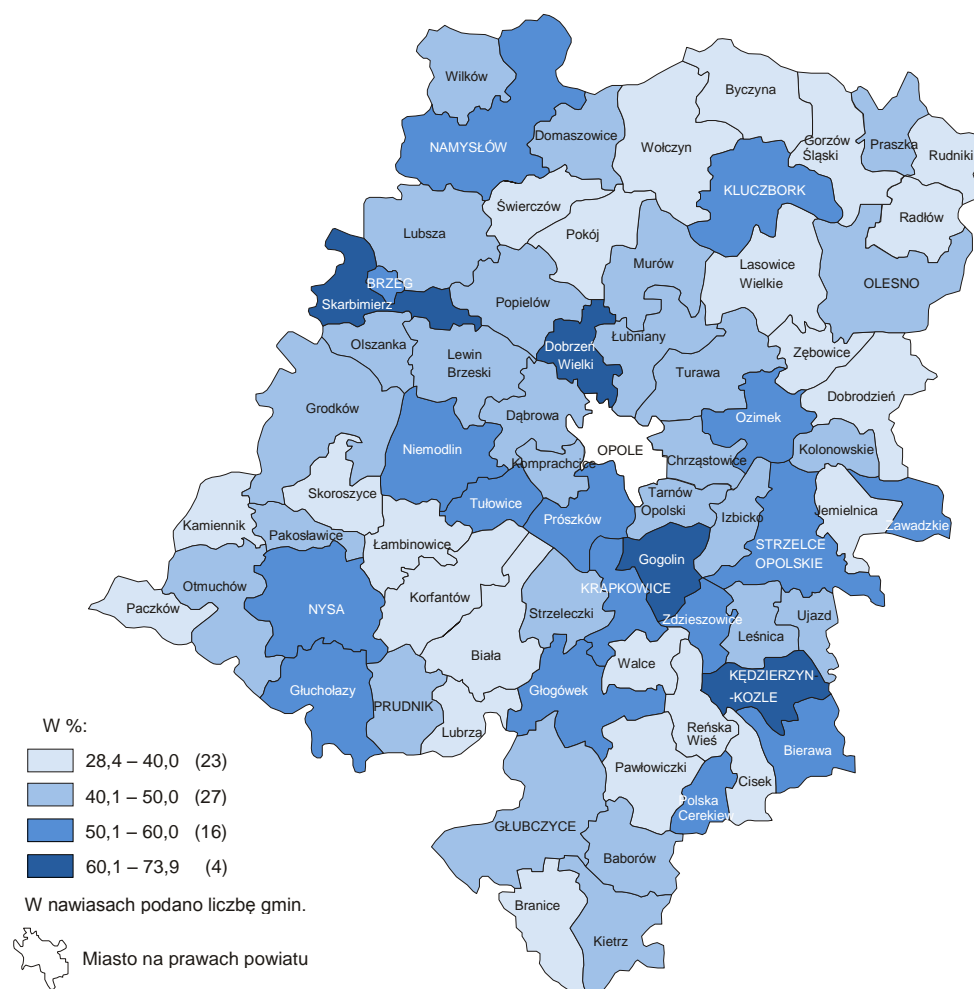 Wilków
Byczyna
NAMYSŁÓW
Domaszowice
Wołczyn
Gorzów
Śląski
Praszka
Rudniki
KLUCZBORK
Świerczów
Radłów
Lubsza
Pokój
Murów
Lasowice
Wielkie
BRZEG
OLESNO
Skarbimierz
Popielów
Olszanka
Dobrzeń
Wielki
Łubniany
Lewin
Brzeski
Zębowice
Turawa
Grodków
Dobrodzień
Dąbrowa
Ozimek
Niemodlin
OPOLE
Kolonowskie
Komprachcice
Chrząstowice
Skoroszyce
Tarnów
Opolski
Tułowice
Prószków
Izbicko
Jemielnica
Kamiennik
Zawadzkie
Pakosławice
Łambinowice
STRZELCE
OPOLSKIE
Gogolin
Otmuchów
KRAPKOWICE
Korfantów
Paczków
NYSA
Strzeleczki
Zdzieszowice
Ujazd
Leśnica
Biała
Walce
KĘDZIERZYN-
-KOZLE
Głuchołazy
Głogówek
PRUDNIK
Reńska
Wieś
Lubrza
Bierawa
Pawłowiczki
Cisek
Polska
Cerekiew
GŁUBCZYCE
Baborów
Branice
Kietrz
W %:
28,4 – 40,0 (23)
40,1 – 50,0 (27)
50,1 – 60,0 (16)
60,1 – 73,9 (4)
W nawiasach podano liczbę gmin.
Miasto na prawach powiatu